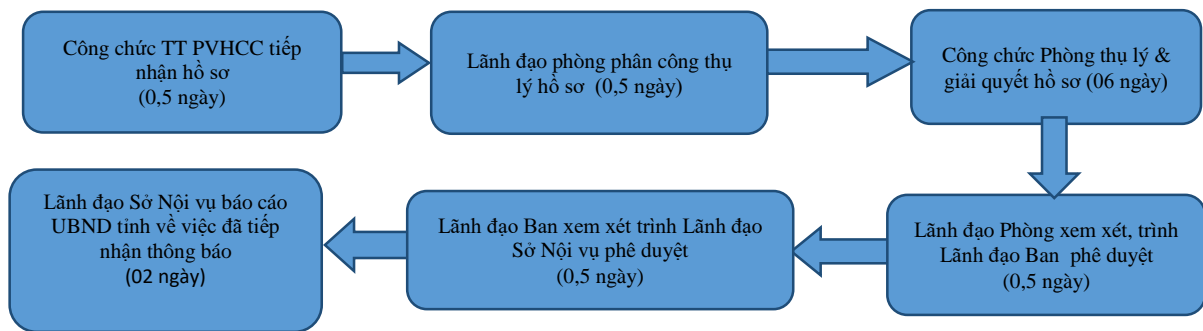 Công chức TT PVHCC tiếp
nhận hồ sơ
(0,5 ngày)
Lãnh đạo phòng phân công thụ
lý hồ sơ (0,5 ngày)
Công chức Phòng thụ lý &
giải quyết hồ sơ (06 ngày)
Lãnh đạo Phòng xem xét, trình
Lãnh đạo Ban phê duyệt
(0,5 ngày)
Lãnh đạo Ban xem xét trình Lãnh đạo
Sở Nội vụ phê duyệt
(0,5 ngày)
Lãnh đạo Sở Nội vụ báo cáo
UBND tỉnh về việc đã tiếp
nhận thông báo
(02 ngày)